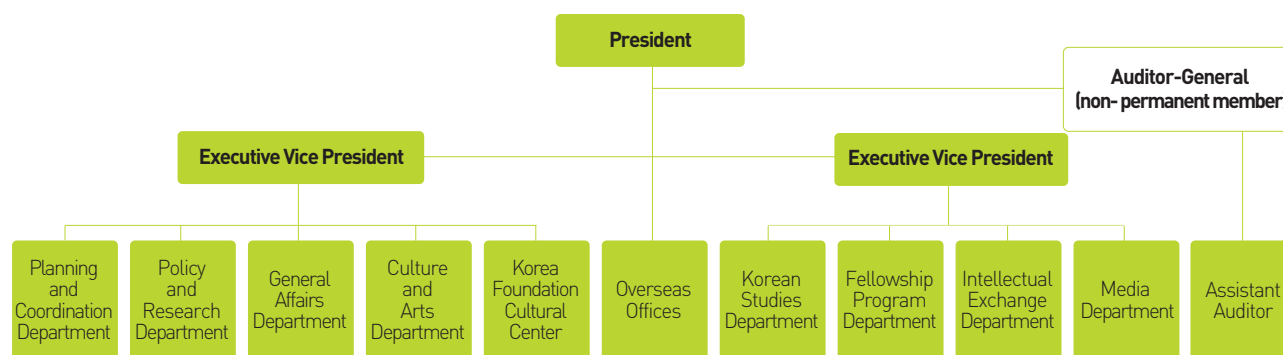 President
Auditor-General
(non- permanent member
Executive Vice President
Executive Vice President
Planning
and
Coordination
Department
Policy
and
Research
Department
General
Affairs
Department
Culture
and
Arts
Department
Korea
Foundation
Cultural
Center
Overseas
Offices
Korean
Studies
Department
Fellowship
Program
Department
Intellectual
Exchange
Department
Media
Department
Assistant
Auditor